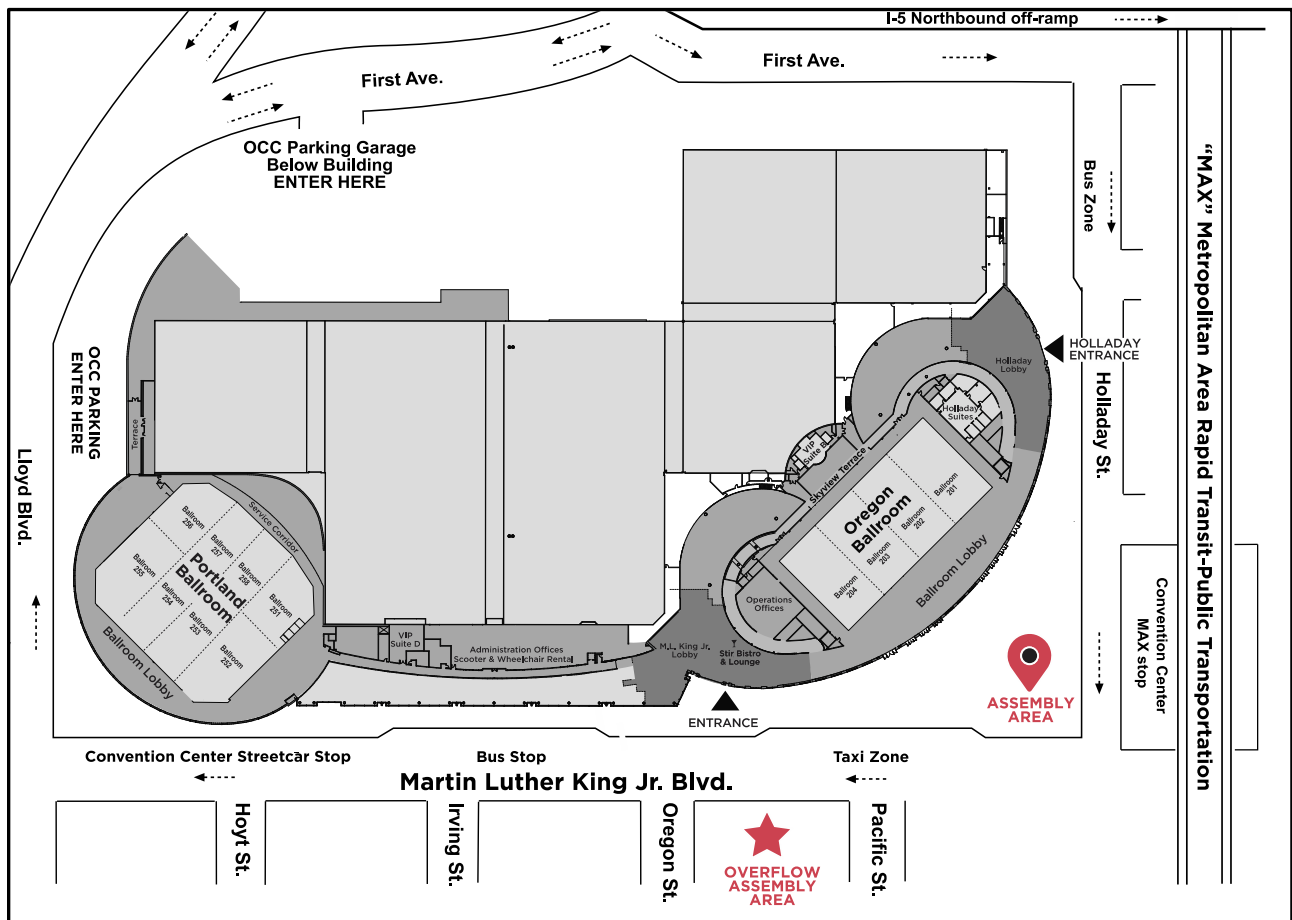 I-5 Northbound off-ramp
First Ave.
First Ave.
OCC Parking Garage
Below Building
ENTER HERE
Bus Zone
“MAX” Metropolitan Area Rapid Transit-Public Transportation
HOLLADAY
ENTRANCE
Holladay
Lobby
Holladay St.
OCC PARKING
ENTER HERE
Lloyd Blvd.
Terrace
Holladay
Suites
VIP
Suite B
Skyview Terrace
Oregon
Ballroom
Ballroom
201
Ballroom
202
Ballroom
203
Ballroom
204
Ballroom Lobby
Operations
Offices
Service Corridor
Portland
Ballroom
Ballroom
256
Ballroom
257
Ballroom
258
Ballroom
251
Ballroom
255
Ballroom
254
Ballroom
253
Ballroom
252
Ballroom Lobby
VIP
Suite D
Administration Offices
Scooter & Wheelchair Rental
M.L. King Jr.
Lobby
Stir Bistro
& Lounge
ENTRANCE
ASSEMBLY
AREA
Convention Center
MAX stop
Convention Center Streetcar Stop
Bus Stop
Taxi Zone
Martin Luther King Jr. Blvd.
Hoyt St.
Irving St.
Oregon St.
Pacific St.
OVERFLOW
ASSEMBLY
AREA